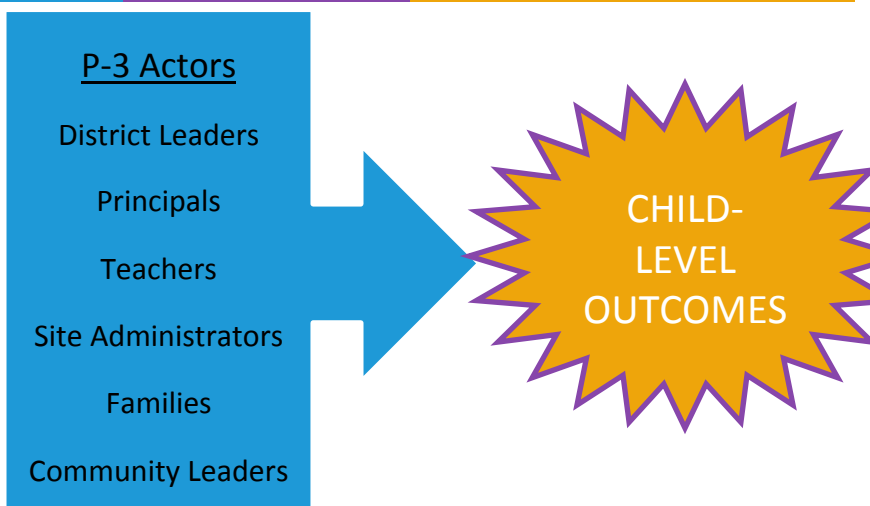 P-3 Actors
District Leaders
Principals
Teachers
Site Administrators
Families
Community Leaders
CHILD-
LEVEL
OUTCOMES